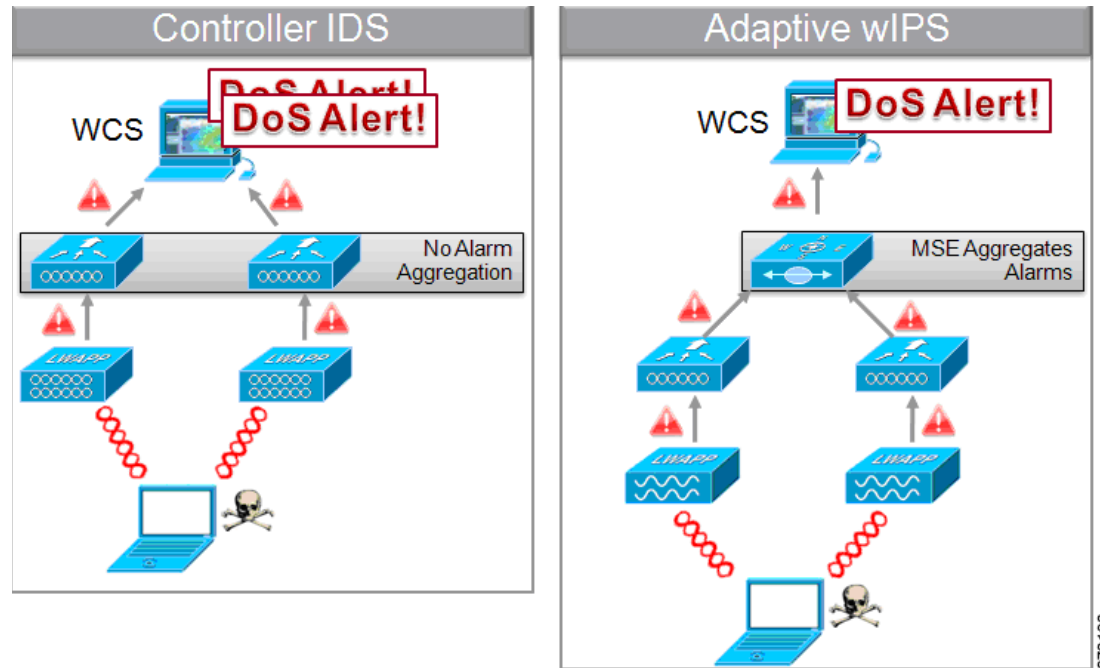 Controller IDS
DoS Alert!
DoS Alert!
WCS
No Alarm
Aggregation
LWAPP
LWAPP
Adaptive wIPS
DoS Alert!
WCS
MSE Aggregates
Alarms
LWAPP
LWAPP